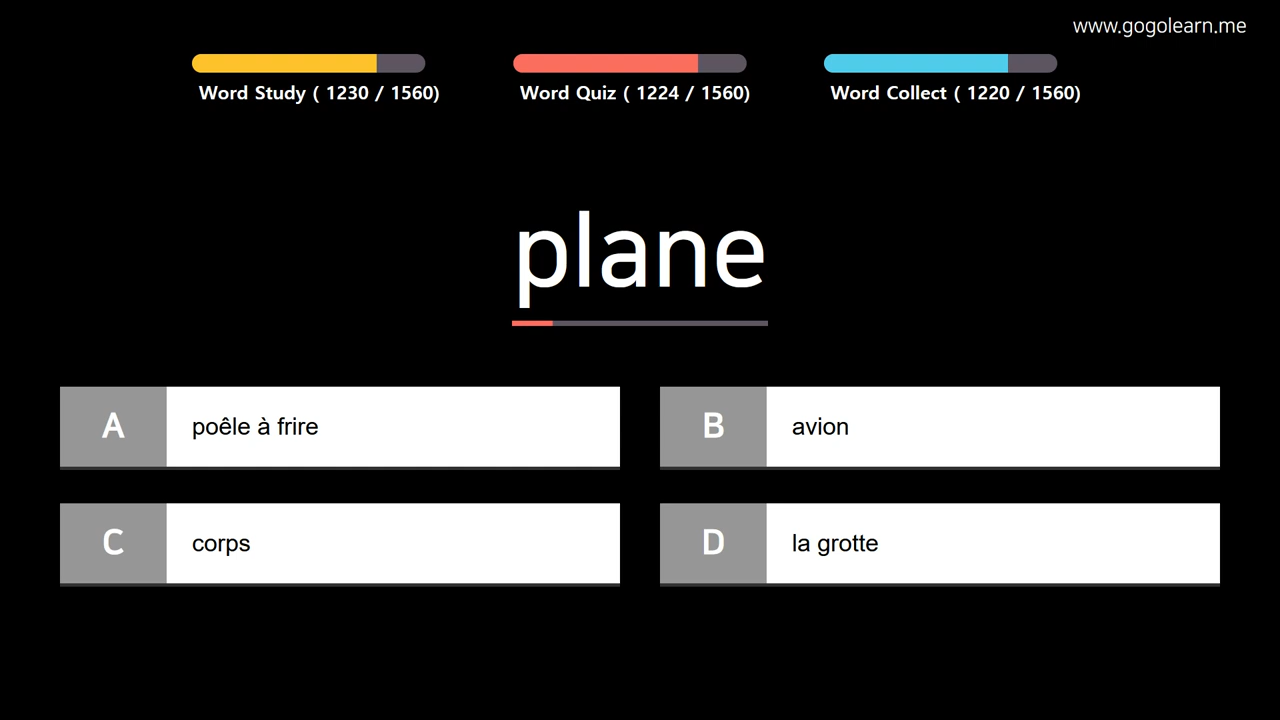 www.gogolearn.me
Word Study ( 1230 / 1560)
Word Quiz ( 1224 / 1560)
Word Collect ( 1220 / 1560)
plane
A poêle à frire
B avion
C corps
D la grotte